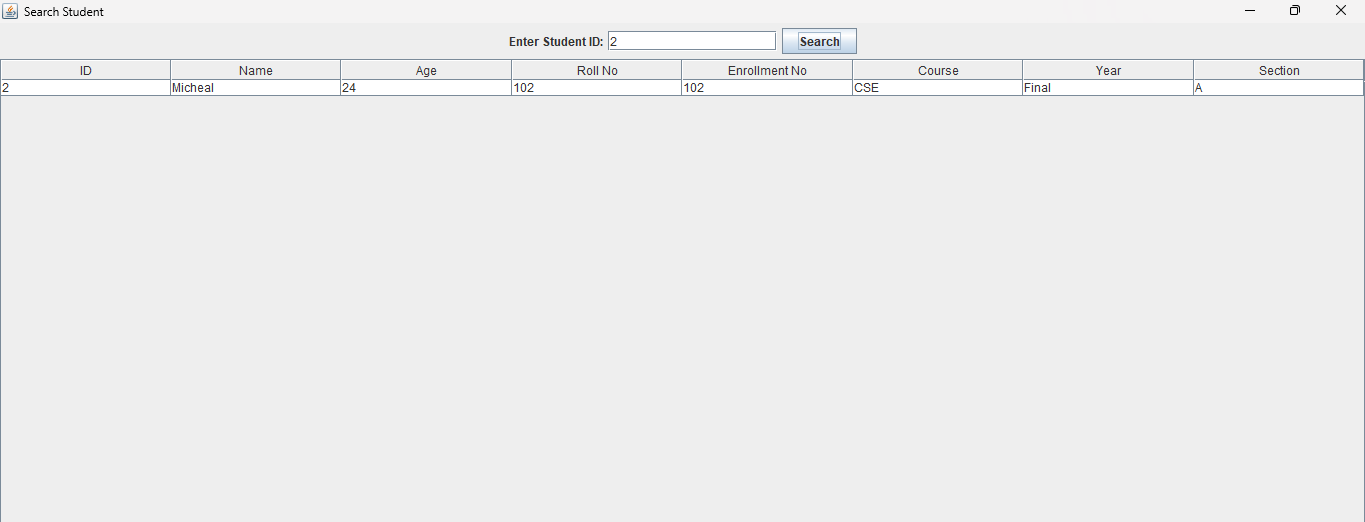 Search Student
Enter Student ID: 2 Search
ID Name Age Roll No Enrollment No Course Year Section
2 Micheal 24 102 102 CSE Final A